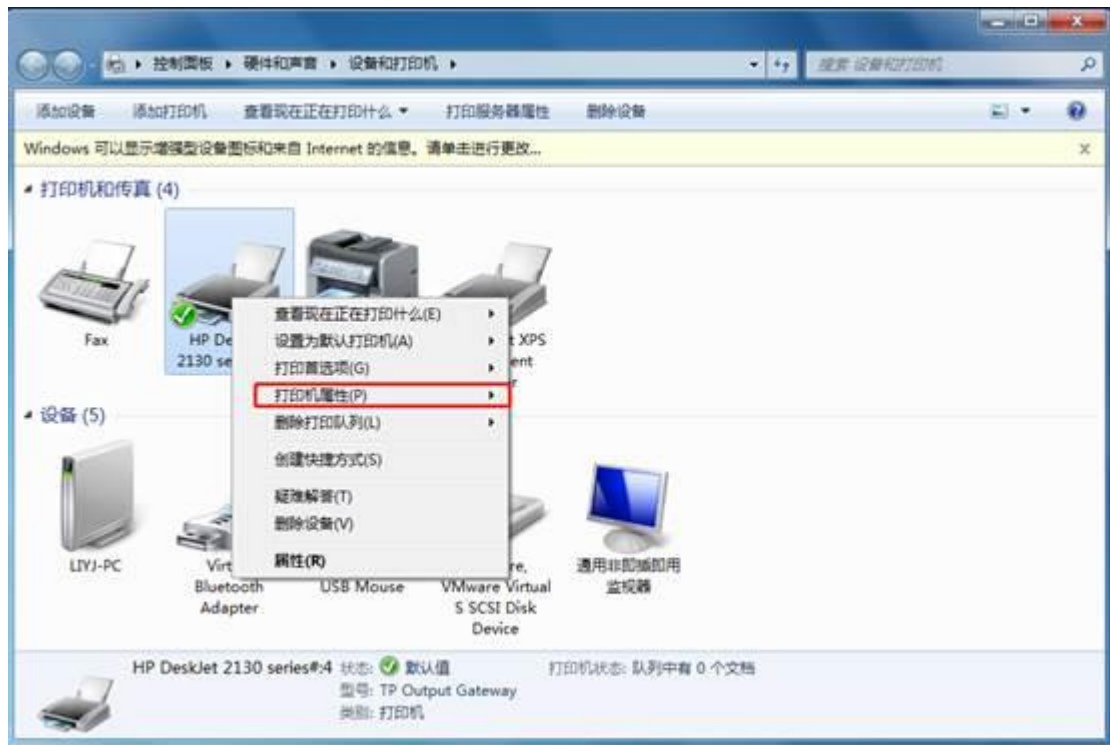 控制面板 ▸ 硬件和声音 ▸ 设备和打印机 ▸
搜索 设备和打印机
添加设备 添加打印机 查看现在正在打印什么 打印服务器属性 删除设备
Windows 可以显示增强型设备图标和来自 Internet 的信息。请单击进行更改...
打印机和传真 (4)
Fax
HP De
2130 se
t XPS
ent
r
查看现在正在打印什么(E)
设置为默认打印机(A)
打印首选项(G)
打印机属性(P)
删除打印队列(L)
创建快捷方式(S)
疑难解答(T)
删除设备(V)
属性(R)
设备 (5)
LIYJ-PC
Virt
Bluetooth
Adapter
USB Mouse
re,
VMware Virtual
S SCSI Disk
Device
通用非即插即用
监视器
HP DeskJet 2130 series#:4 状态: 默认值 打印机状态: 队列中有 0 个文档
型号: TP Output Gateway
类别: 打印机